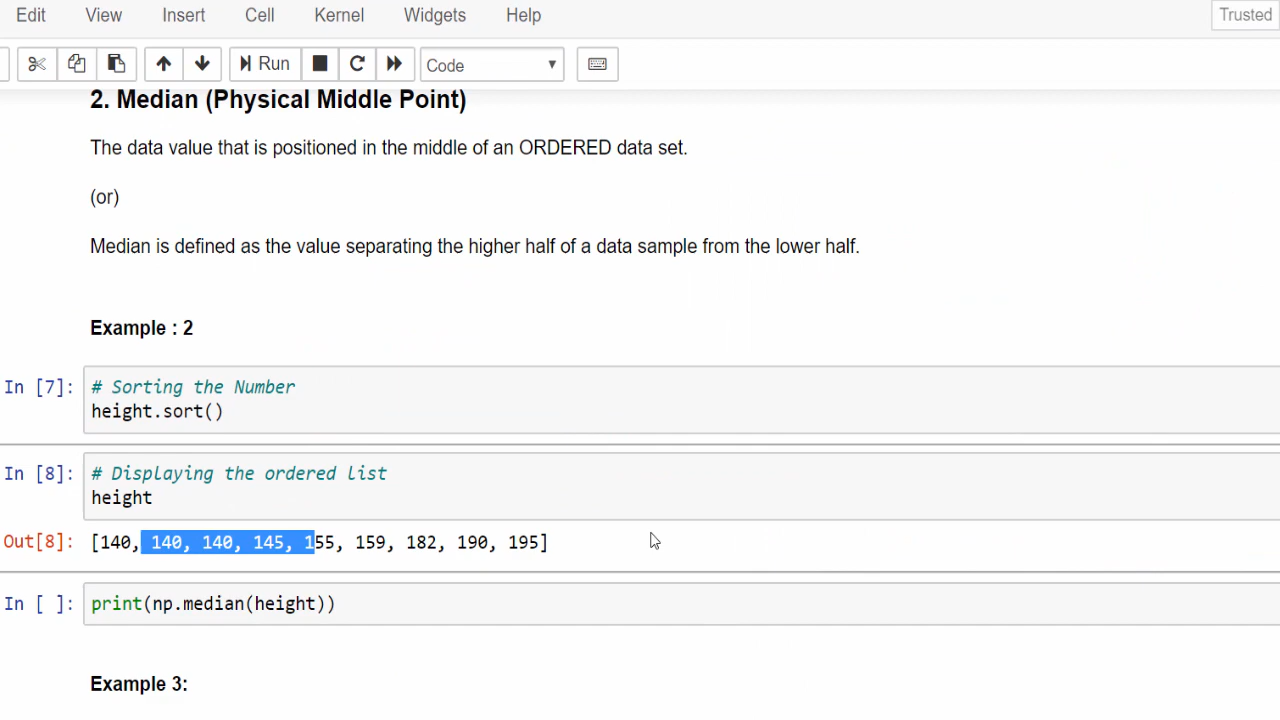 Edit View Insert Cell Kernel Widgets Help Trusted
Run Code
2. Median (Physical Middle Point)
The data value that is positioned in the middle of an ORDERED data set.
(or)
Median is defined as the value separating the higher half of a data sample from the lower half.
Example : 2
In [7]: # Sorting the Number
height.sort()
In [8]: # Displaying the ordered list
height
Out[8]: [140, 140, 140, 145, 155, 159, 182, 190, 195]
In [ ]: print(np.median(height))
Example 3: